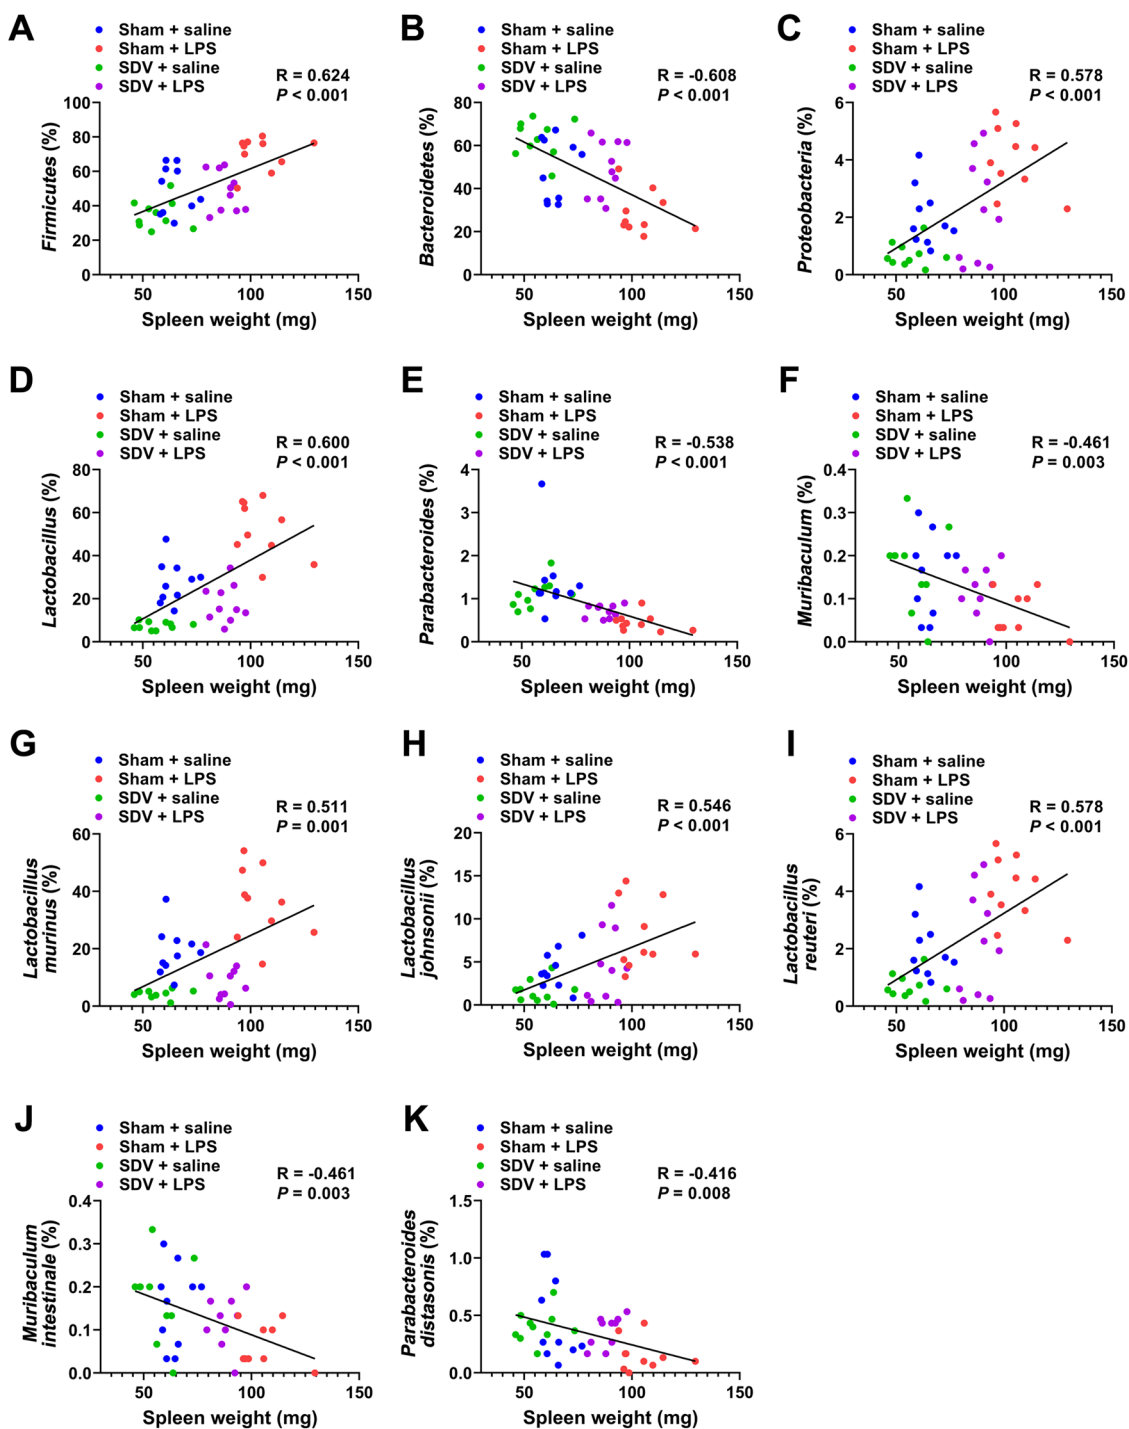 A
Sham + saline
Sham + LPS
SDV + saline
SDV + LPS
R = 0.624
P < 0.001
Firmicutes (%)
100
80
60
40
20
0
50 100 150
Spleen weight (mg)
B
Sham + saline
Sham + LPS
SDV + saline
SDV + LPS
R = -0.608
P < 0.001
Bacteroidetes (%)
80
60
40
20
0
50 100 150
Spleen weight (mg)
C
Sham + saline
Sham + LPS
SDV + saline
SDV + LPS
R = 0.578
P < 0.001
Proteobacteria (%)
6
4
2
0
50 100 150
Spleen weight (mg)
D
Sham + saline
Sham + LPS
SDV + saline
SDV + LPS
R = 0.600
P < 0.001
Lactobacillus (%)
80
60
40
20
0
50 100 150
Spleen weight (mg)
E
Sham + saline
Sham + LPS
SDV + saline
SDV + LPS
R = -0.538
P < 0.001
Parabacteroides (%)
4
3
2
1
0
50 100 150
Spleen weight (mg)
F
Sham + saline
Sham + LPS
SDV + saline
SDV + LPS
R = -0.461
P = 0.003
Muribaculum (%)
0.4
0.3
0.2
0.1
0.0
50 100 150
Spleen weight (mg)
G
Sham + saline
Sham + LPS
SDV + saline
SDV + LPS
R = 0.511
P = 0.001
Lactobacillus
murinus (%)
60
40
20
0
50 100 150
Spleen weight (mg)
H
Sham + saline
Sham + LPS
SDV + saline
SDV + LPS
R = 0.546
P < 0.001
Lactobacillus
johnsonii (%)
20
15
10
5
0
50 100 150
Spleen weight (mg)
I
Sham + saline
Sham + LPS
SDV + saline
SDV + LPS
R = 0.578
P < 0.001
Lactobacillus
reuteri (%)
6
4
2
0
50 100 150
Spleen weight (mg)
J
Sham + saline
Sham + LPS
SDV + saline
SDV + LPS
R = -0.461
P = 0.003
Muribaculum
intestinale (%)
0.4
0.3
0.2
0.1
0.0
50 100 150
Spleen weight (mg)
K
Sham + saline
Sham + LPS
SDV + saline
SDV + LPS
R = -0.416
P = 0.008
Parabacteroides
distasonis (%)
1.5
1.0
0.5
0.0
50 100 150
Spleen weight (mg)